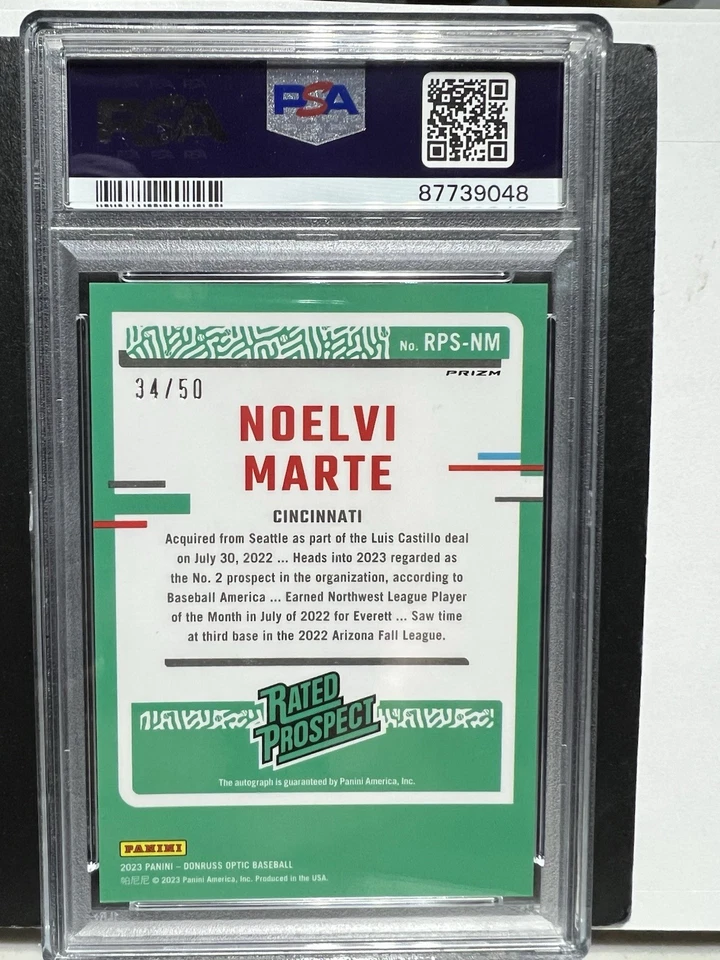 PSA
87739048
No. RPS-NM
PRIZM
34/50
NOELVI
MARTE
CINCINNATI
Acquired from Seattle as part of the Luis Castillo deal
on July 30, 2022 ... Heads into 2023 regarded as
the No. 2 prospect in the organization, according to
Baseball America ... Earned Northwest League Player
of the Month in July of 2022 for Everett ... Saw time
at third base in the 2022 Arizona Fall League.
RATED
PROSPECT
The autograph is guaranteed by Panini America, Inc.
PANINI
2023 PANINI – DONRUSS OPTIC BASEBALL
帕尼尼 © 2023 Panini America, Inc. Produced in the USA.